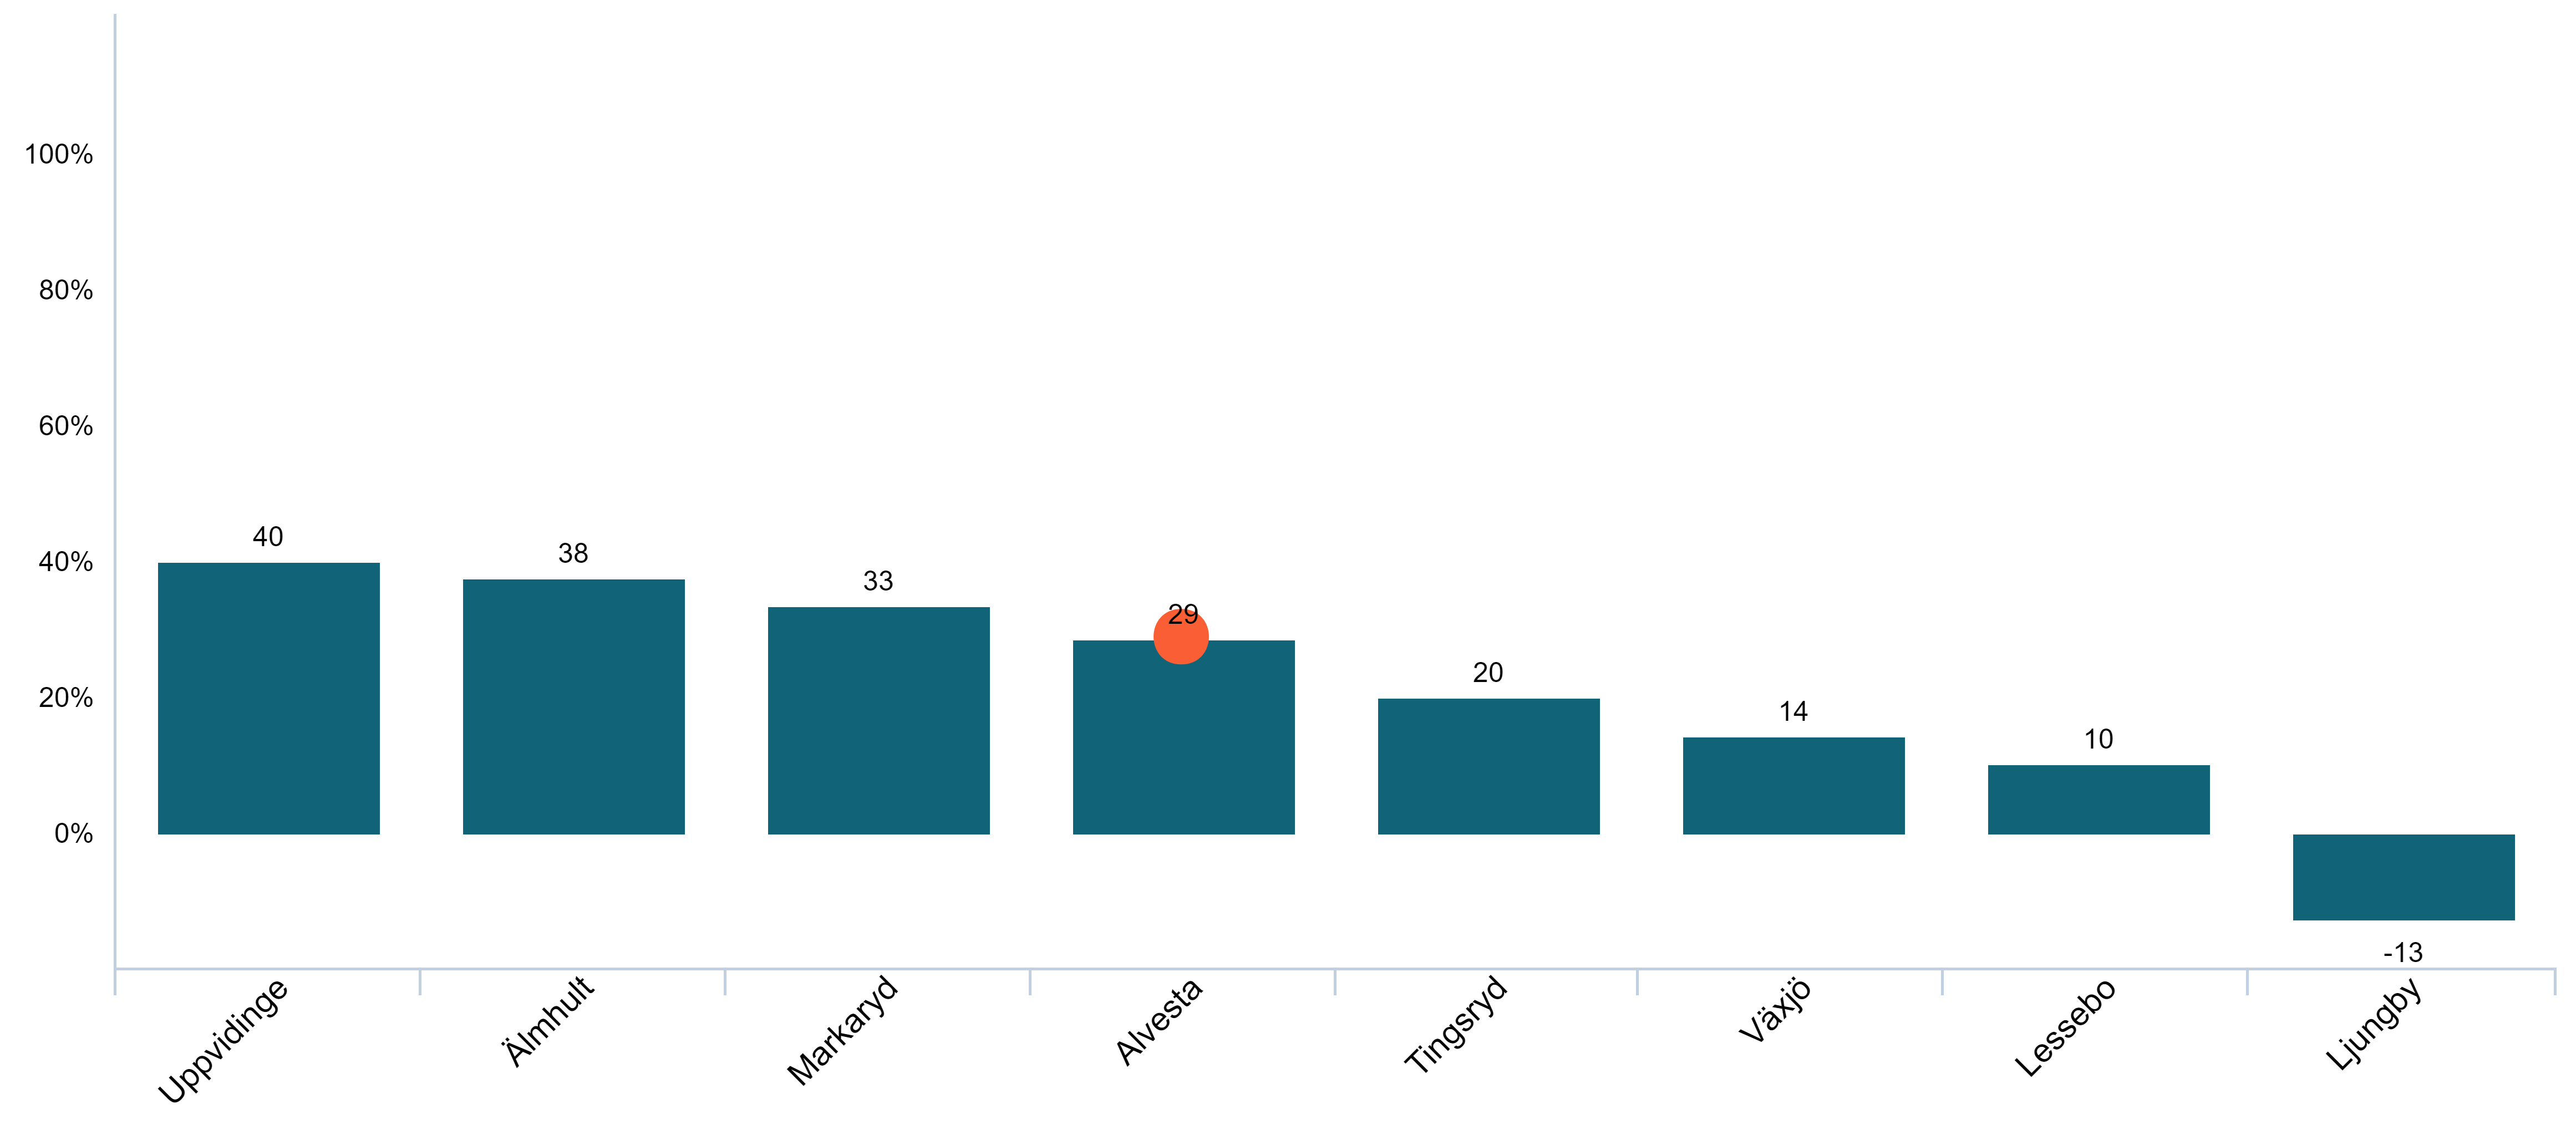 100%
80%
60%
40%
20%
0%
40
38
33
29
20
14
10
-13
Uppvidinge
Älmhult
Markaryd
Alvesta
Tingsryd
Växjö
Lessebo
Ljungby